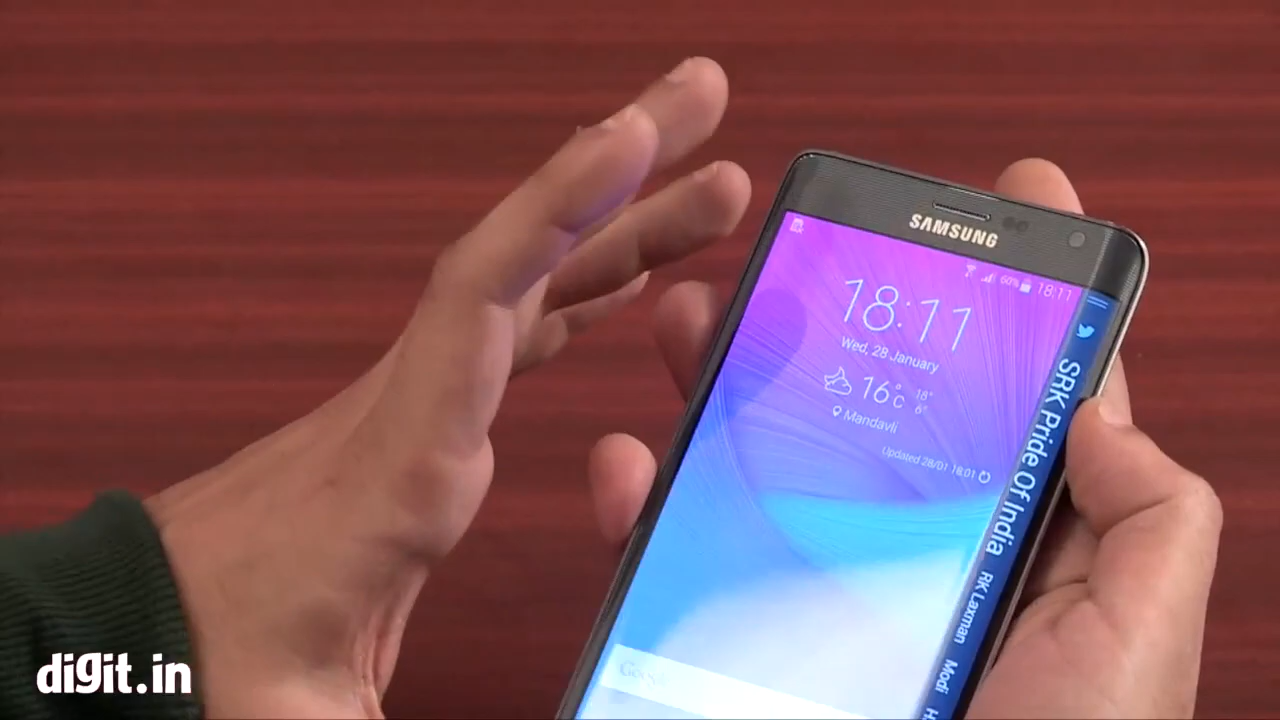 SAMSUNG
60% 18:11
18:11
Wed, 28 January
16°C 18° 6°
Mandavli
Updated 28/01 18:01
Google
SRK Pride Of India
RK Laxman
Modi
digit.in